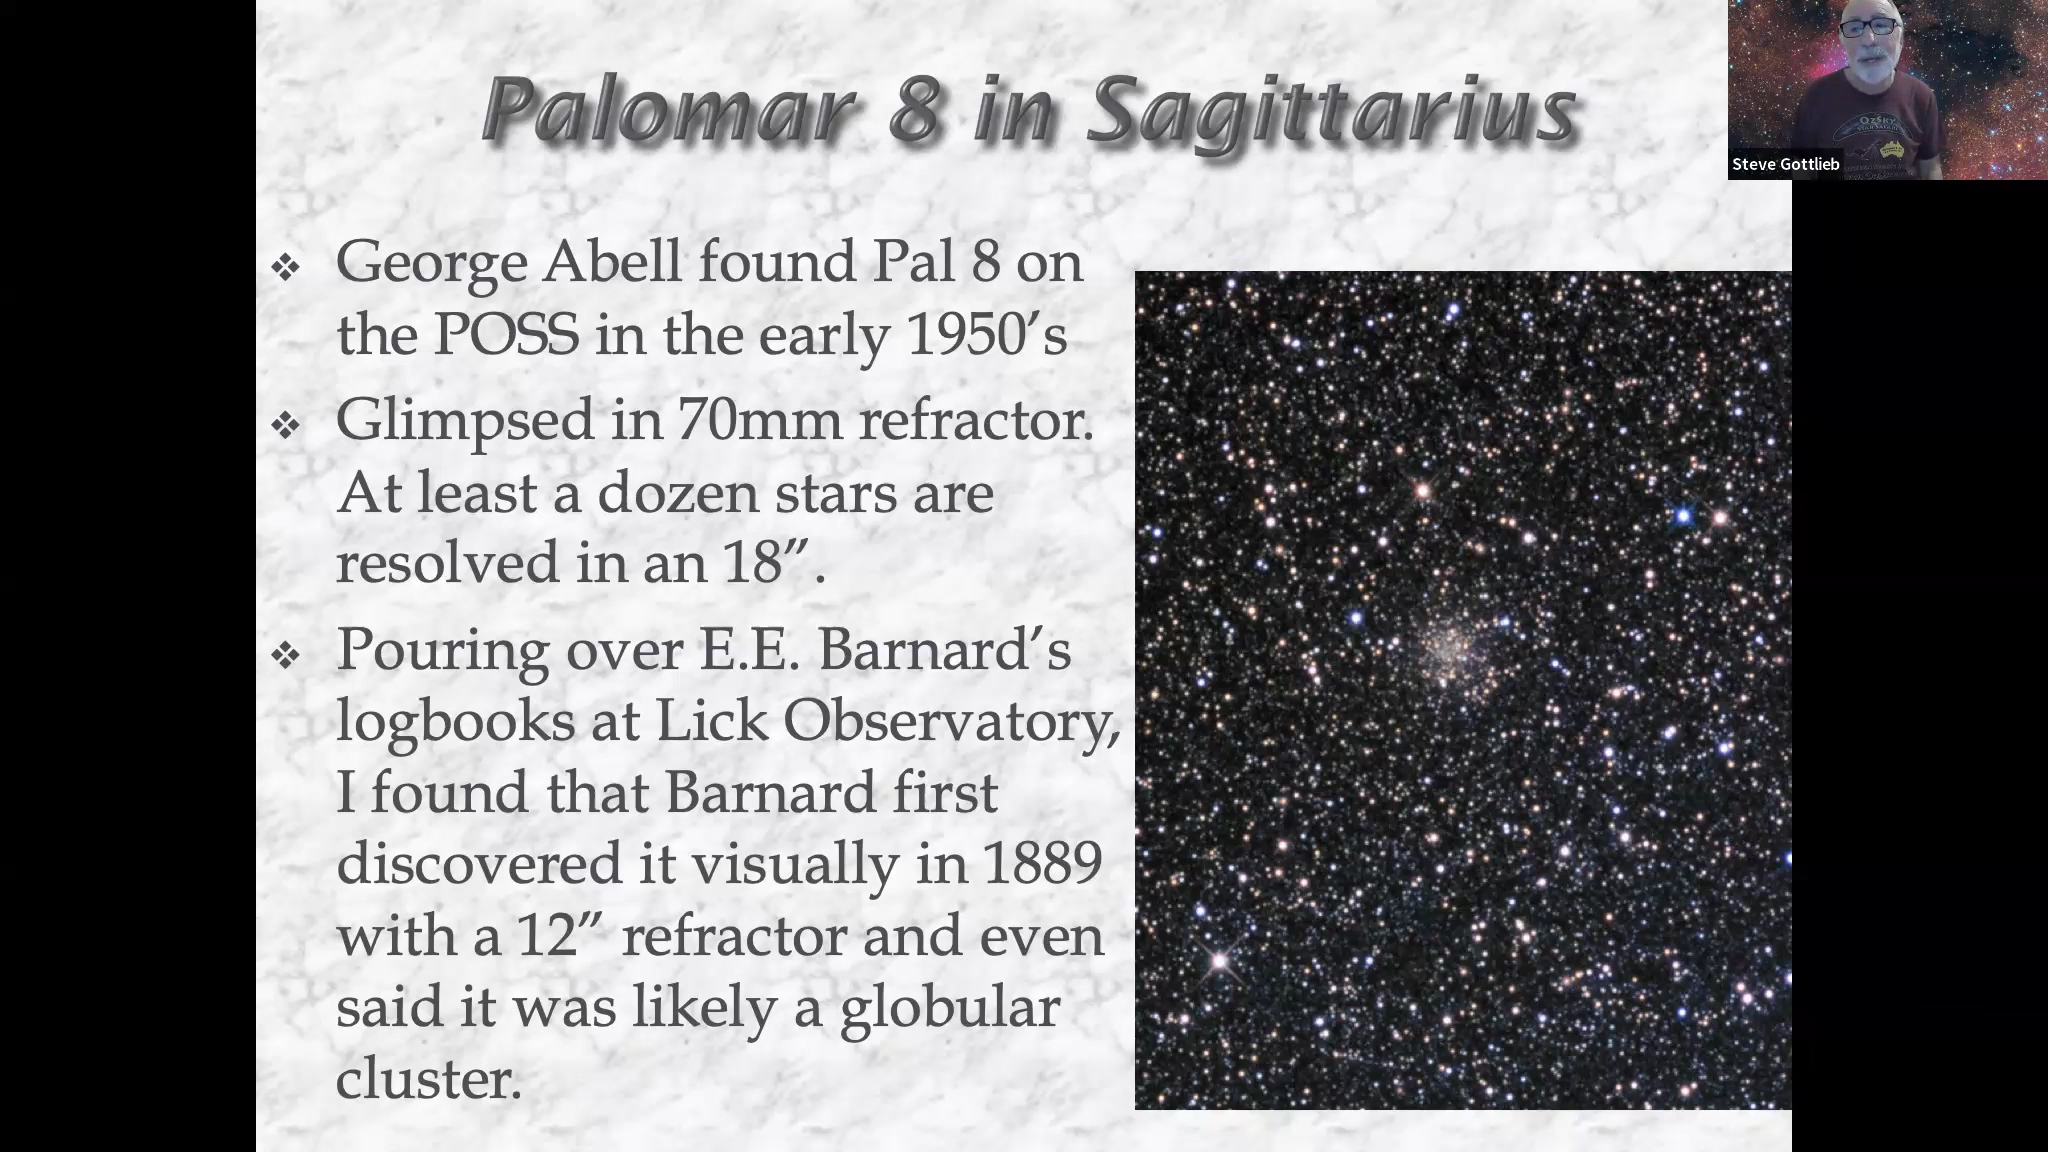 Palomar 8 in Sagittarius
Steve Gottlieb
OzSky
❖ George Abell found Pal 8 on
the POSS in the early 1950’s
❖ Glimpsed in 70mm refractor.
At least a dozen stars are
resolved in an 18”.
❖ Pouring over E.E. Barnard’s
logbooks at Lick Observatory,
I found that Barnard first
discovered it visually in 1889
with a 12” refractor and even
said it was likely a globular
cluster.